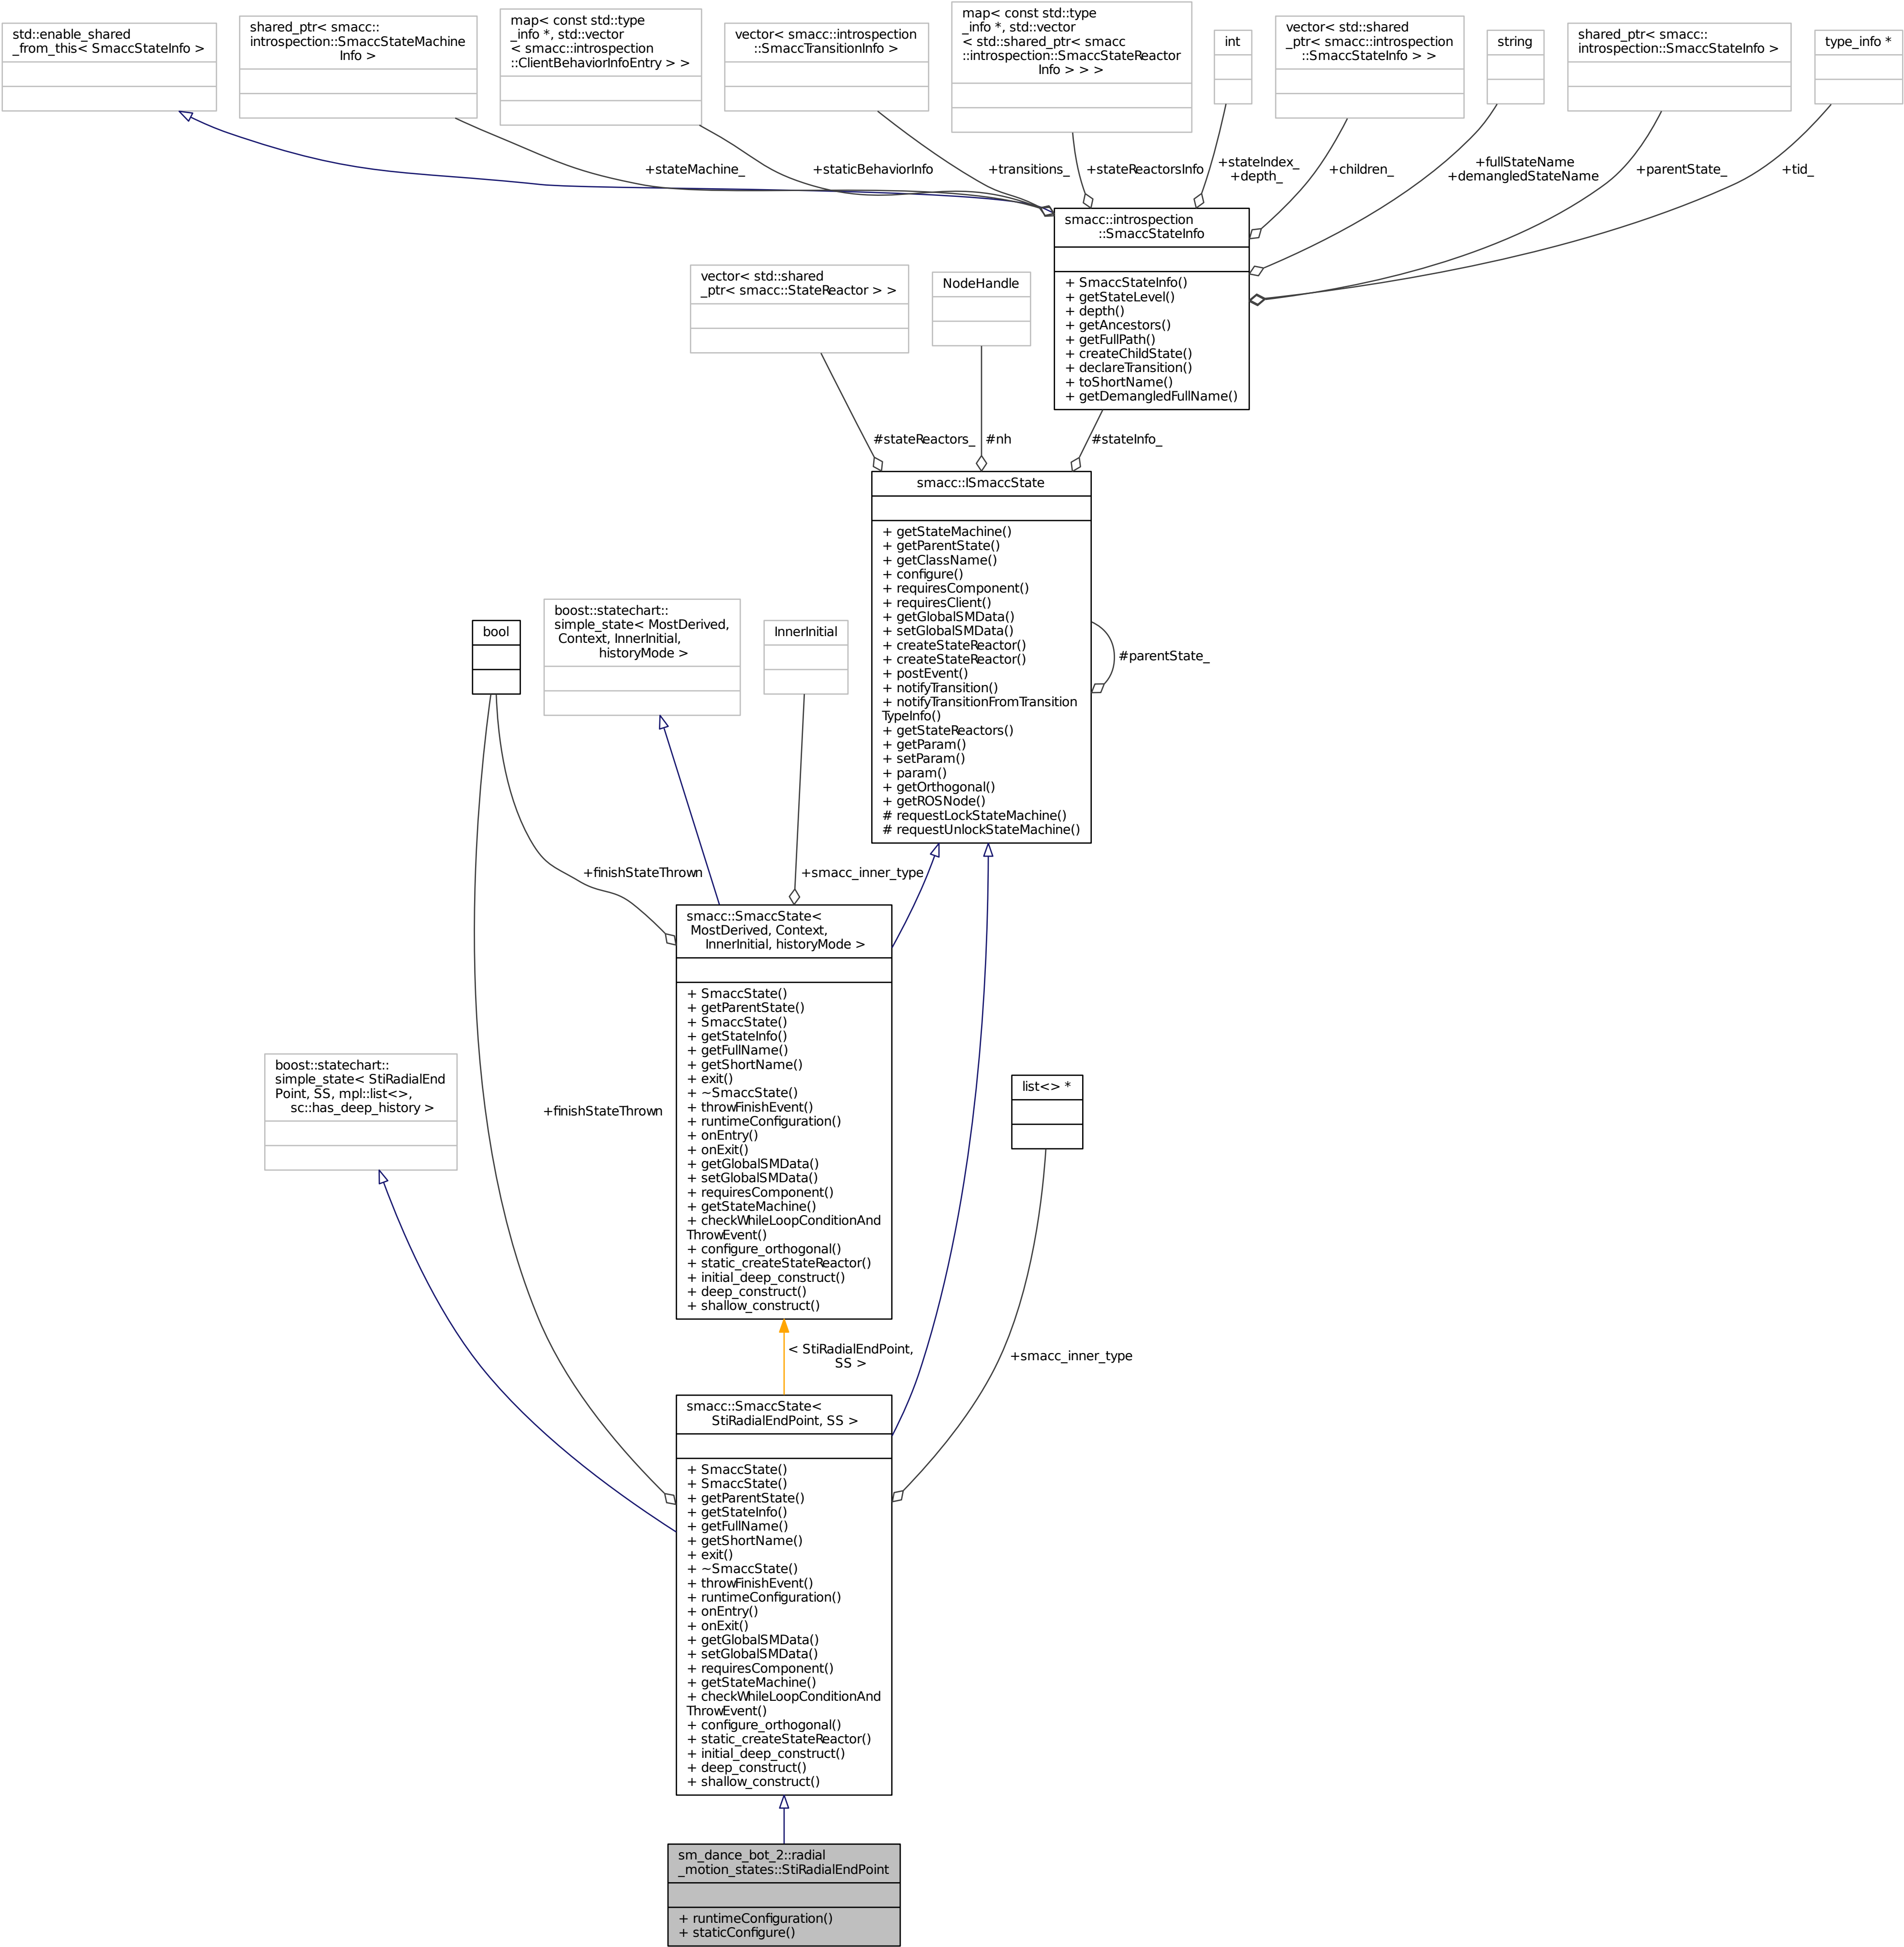 std::enable_shared
_from_this< SmaccStateInfo >
shared_ptr< smacc::
introspection::SmaccStateMachine
Info >
map< const std::type
_info *, std::vector
< smacc::introspection
::ClientBehaviorInfoEntry > >
vector< smacc::introspection
::SmaccTransitionInfo >
map< const std::type
_info *, std::vector
< std::shared_ptr< smacc
::introspection::SmaccStateReactor
Info > > >
int
vector< std::shared
_ptr< smacc::introspection
::SmaccStateInfo > >
string
shared_ptr< smacc::
introspection::SmaccStateInfo >
type_info *
+stateMachine_
+staticBehaviorInfo
+transitions_
+stateReactorsInfo
+stateIndex_
+depth_
+children_
+fullStateName
+demangledStateName
+parentState_
+tid_
smacc::introspection
::SmaccStateInfo
+ SmaccStateInfo()
+ getStateLevel()
+ depth()
+ getAncestors()
+ getFullPath()
+ createChildState()
+ declareTransition()
+ toShortName()
+ getDemangledFullName()
vector< std::shared
_ptr< smacc::StateReactor > >
NodeHandle
#stateReactors_
#nh
#stateInfo_
smacc::ISmaccState
+ getStateMachine()
+ getParentState()
+ getClassName()
+ configure()
+ requiresComponent()
+ requiresClient()
+ getGlobalSMData()
+ setGlobalSMData()
+ createStateReactor()
+ createStateReactor()
+ postEvent()
+ notifyTransition()
+ notifyTransitionFromTransition
TypeInfo()
+ getStateReactors()
+ getParam()
+ setParam()
+ param()
+ getOrthogonal()
+ getROSNode()
# requestLockStateMachine()
# requestUnlockStateMachine()
#parentState_
bool
boost::statechart::
simple_state< MostDerived,
Context, InnerInitial,
historyMode >
InnerInitial
+finishStateThrown
+smacc_inner_type
smacc::SmaccState<
MostDerived, Context,
InnerInitial, historyMode >
+ SmaccState()
+ getParentState()
+ SmaccState()
+ getStateInfo()
+ getFullName()
+ getShortName()
+ exit()
+ ~SmaccState()
+ throwFinishEvent()
+ runtimeConfiguration()
+ onEntry()
+ onExit()
+ getGlobalSMData()
+ setGlobalSMData()
+ requiresComponent()
+ getStateMachine()
+ checkWhileLoopConditionAnd
ThrowEvent()
+ configure_orthogonal()
+ static_createStateReactor()
+ initial_deep_construct()
+ deep_construct()
+ shallow_construct()
boost::statechart::
simple_state< StiRadialEnd
Point, SS, mpl::list<>,
sc::has_deep_history >
+finishStateThrown
list<> *
< StiRadialEndPoint,
SS >
+smacc_inner_type
smacc::SmaccState<
StiRadialEndPoint, SS >
+ SmaccState()
+ SmaccState()
+ getParentState()
+ getStateInfo()
+ getFullName()
+ getShortName()
+ exit()
+ ~SmaccState()
+ throwFinishEvent()
+ runtimeConfiguration()
+ onEntry()
+ onExit()
+ getGlobalSMData()
+ setGlobalSMData()
+ requiresComponent()
+ getStateMachine()
+ checkWhileLoopConditionAnd
ThrowEvent()
+ configure_orthogonal()
+ static_createStateReactor()
+ initial_deep_construct()
+ deep_construct()
+ shallow_construct()
sm_dance_bot_2::radial
_motion_states::StiRadialEndPoint
+ runtimeConfiguration()
+ staticConfigure()